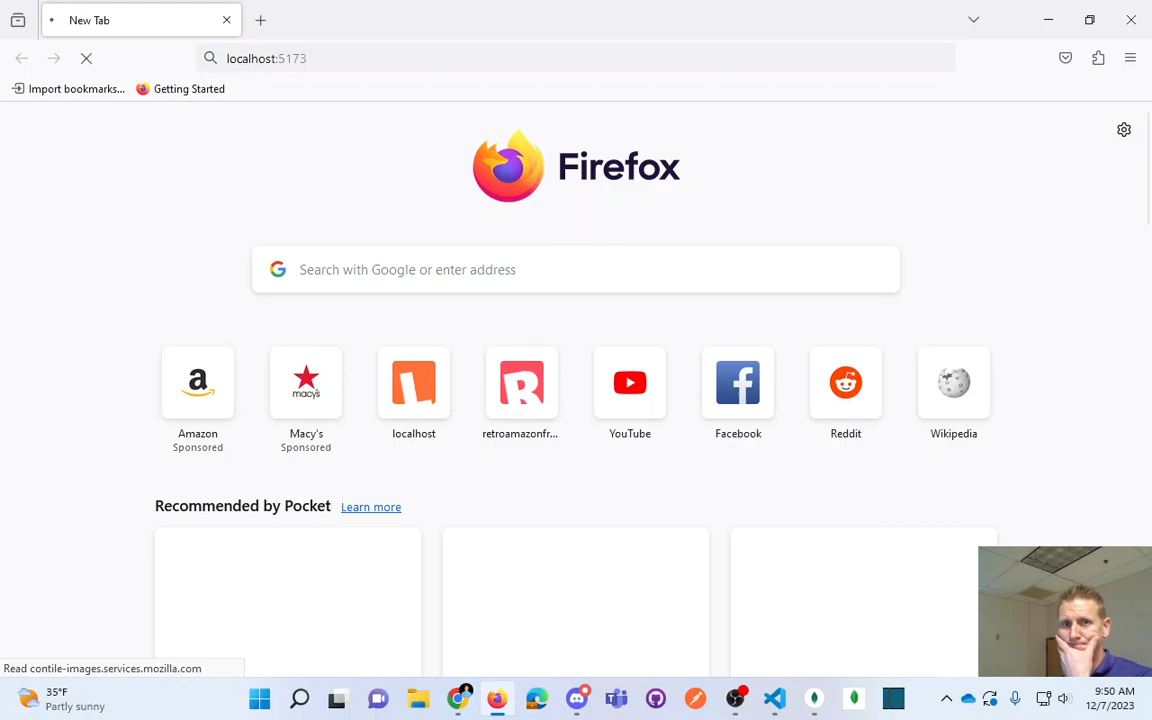 New Tab
localhost:5173
Import bookmarks...
Getting Started
Firefox
Search with Google or enter address
a
macy's
L
R
f
W
Amazon
Sponsored
Macy's
Sponsored
localhost
retroamazonfr...
YouTube
Facebook
Reddit
Wikipedia
Recommended by Pocket
Learn more
Read contile-images.services.mozilla.com
35°F
Partly sunny
9:50 AM
12/7/2023